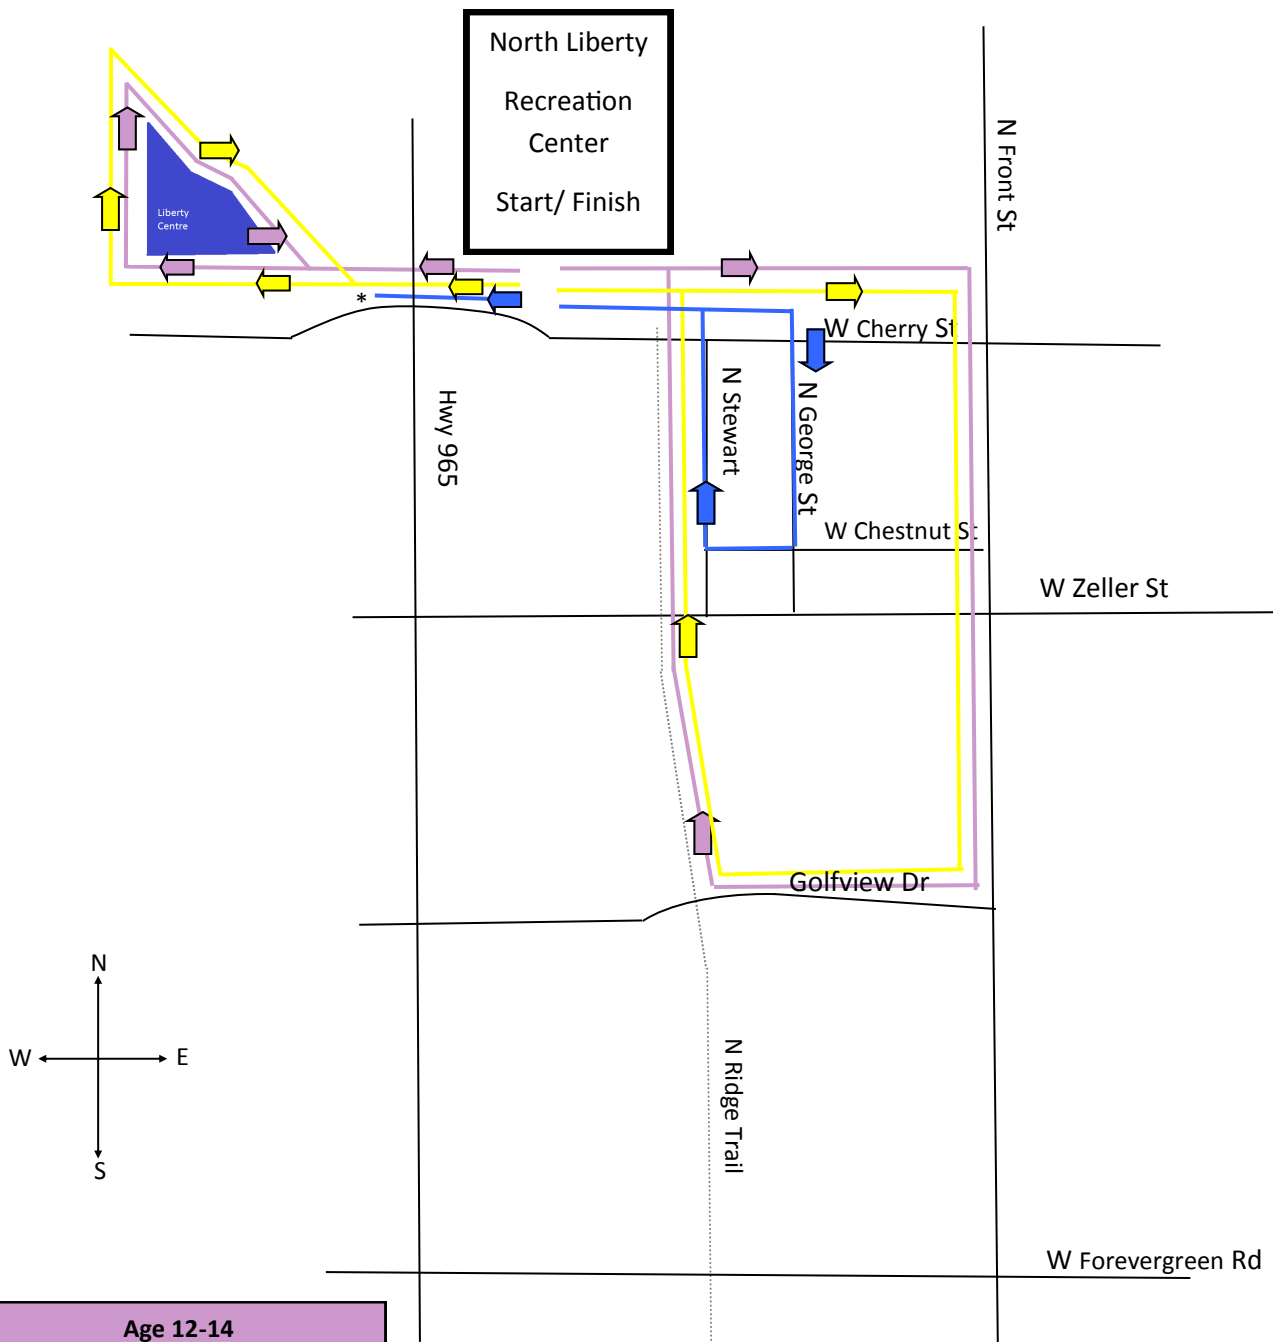 North Liberty
Recreation
Center
Start/ Finish
N Front St
Liberty
Centre
*
W Cherry St
N Stewart
N George St
Hwy 965
W Chestnut St
W Zeller St
Golfview Dr
N
W
E
S
N Ridge Trail
W Forevergreen Rd
Age 12-14